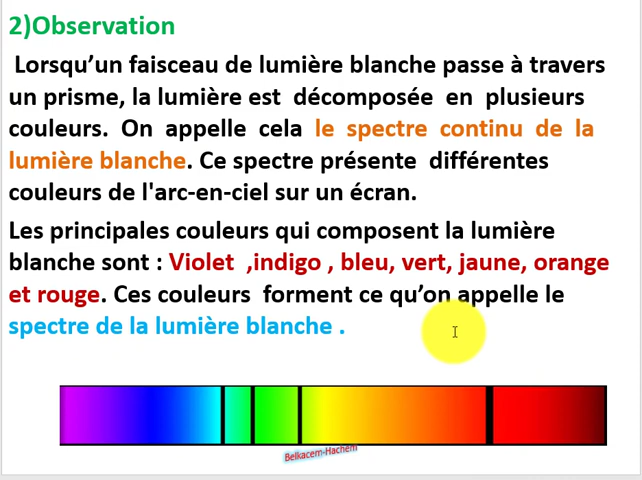 2)Observation
Lorsqu’un faisceau de lumière blanche passe à travers
un prisme, la lumière est décomposée en plusieurs
couleurs. On appelle cela le spectre continu de la
lumière blanche. Ce spectre présente différentes
couleurs de l'arc-en-ciel sur un écran.
Les principales couleurs qui composent la lumière
blanche sont : Violet ,indigo , bleu, vert, jaune, orange
et rouge. Ces couleurs forment ce qu’on appelle le
spectre de la lumière blanche .
Belkacem-Hachem